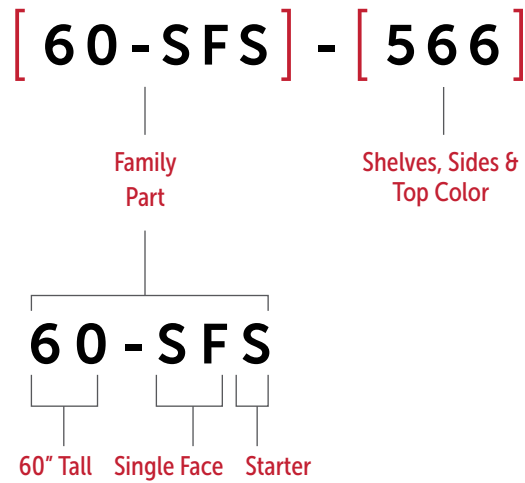 [ 60-SFS ] - [ 566 ]
Family
Part
Shelves, Sides &
Top Color
60-SFS
60” Tall Single Face Starter